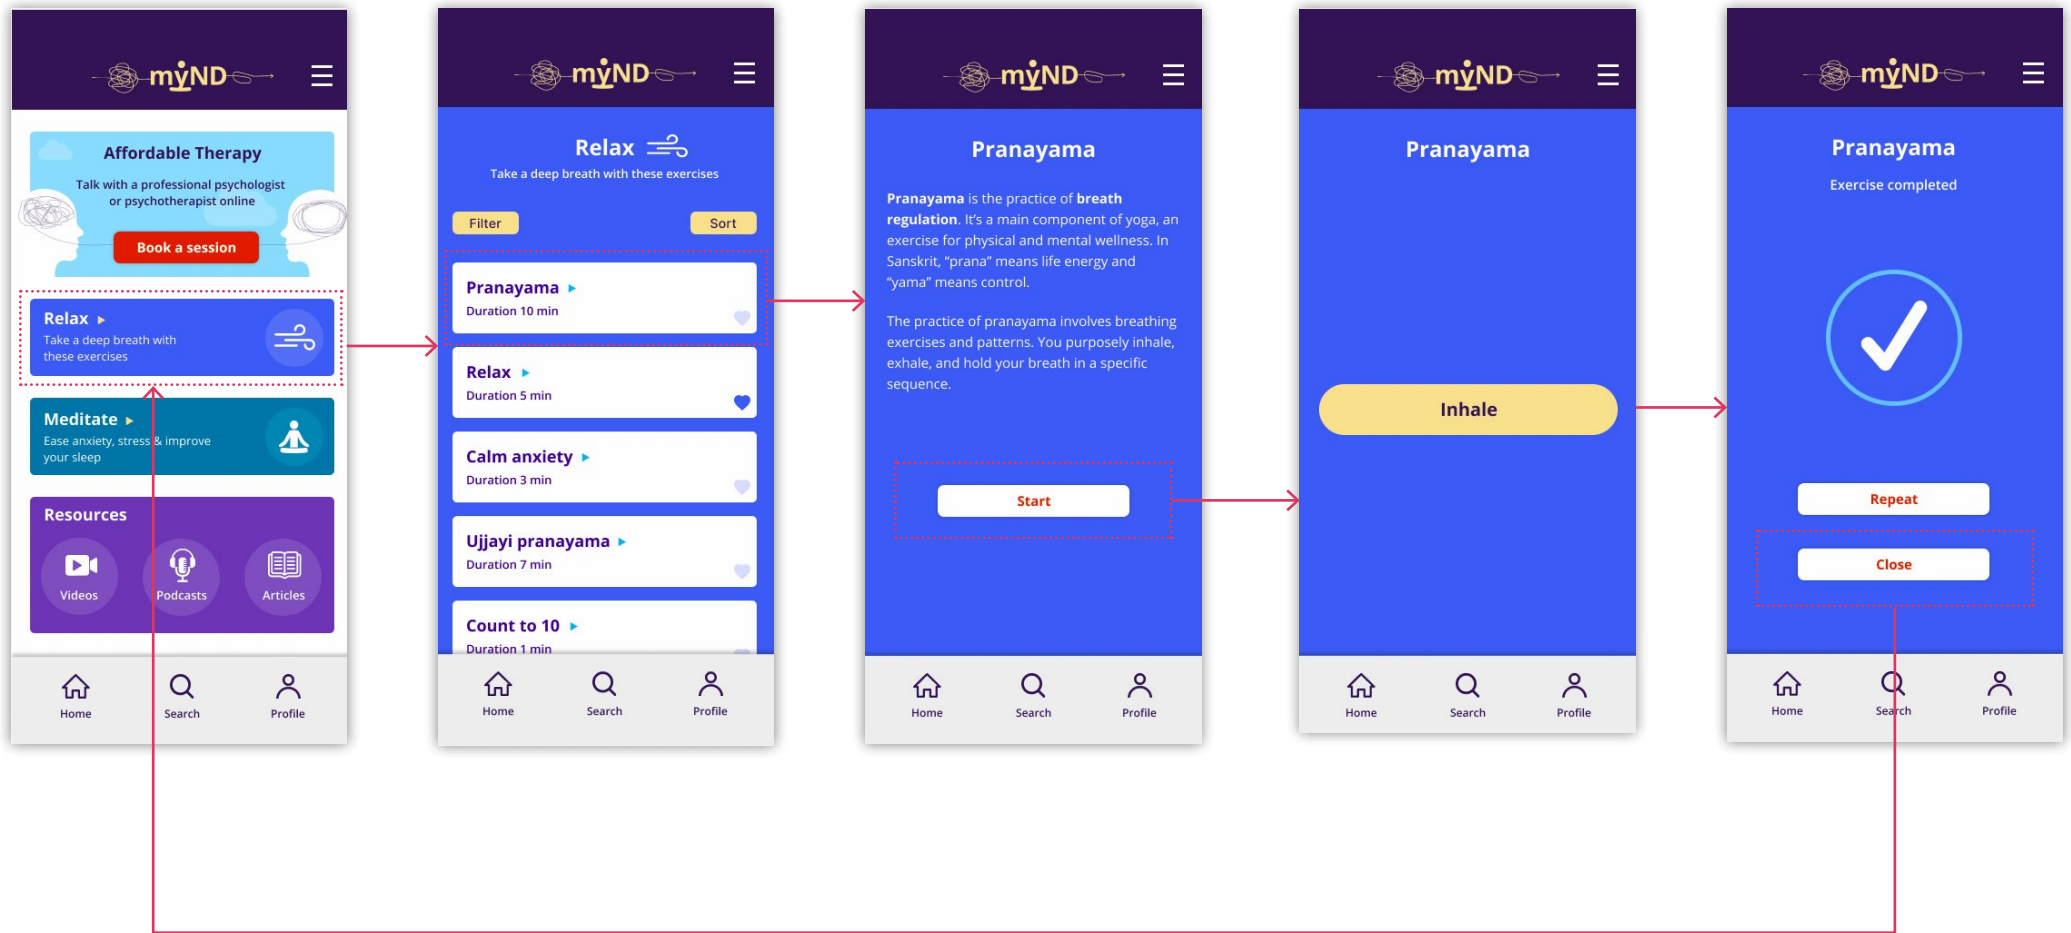 myND
Affordable Therapy
Talk with a professional psychologist
or psychotherapist online
Book a session
Relax
Take a deep breath with
these exercises
Meditate
Ease anxiety, stress & improve
your sleep
Resources
Videos
Podcasts
Articles
Home
Search
Profile
myND
Relax
Take a deep breath with these exercises
Filter
Sort
Pranayama
Duration 10 min
Relax
Duration 5 min
Calm anxiety
Duration 3 min
Ujjayi pranayama
Duration 7 min
Count to 10
Duration 1 min
Home
Search
Profile
myND
Pranayama
Pranayama is the practice of breath
regulation. It’s a main component of yoga, an
exercise for physical and mental wellness. In
Sanskrit, “prana” means life energy and
“yama” means control.
The practice of pranayama involves breathing
exercises and patterns. You purposely inhale,
exhale, and hold your breath in a specific
sequence.
Start
Home
Search
Profile
myND
Pranayama
Inhale
Home
Search
Profile
myND
Pranayama
Exercise completed
Repeat
Close
Home
Search
Profile